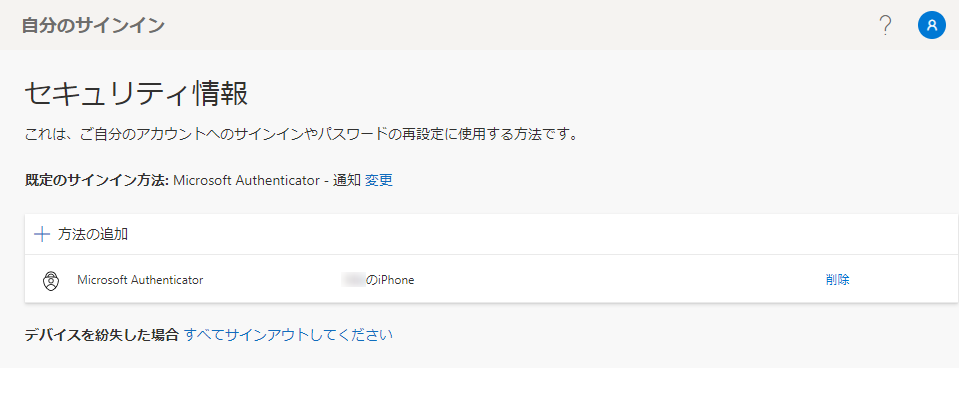 自分のサインイン ?
セキュリティ情報
これは、ご自分のアカウントへのサインインやパスワードの再設定に使用する方法です。
既定のサインイン方法: Microsoft Authenticator - 通知 変更
方法の追加
Microsoft Authenticator のiPhone 削除
デバイスを紛失した場合 すべてサインアウトしてください